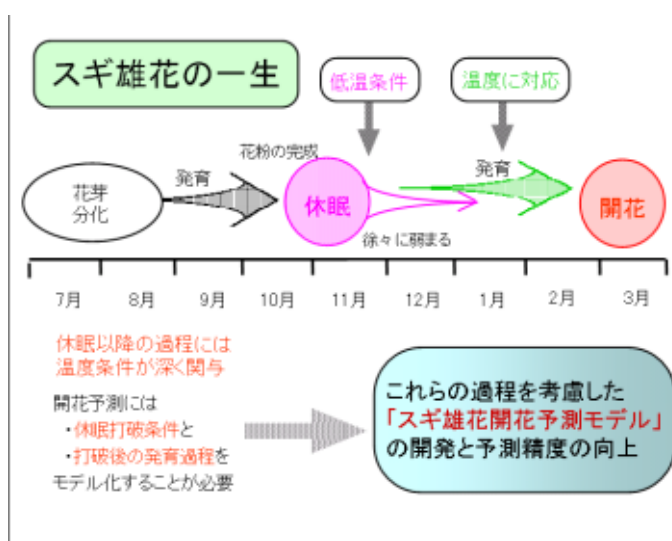 スギ雄花の一生
低温条件
温度に対応
花粉の完成
発育
発育
花芽
分化
休眠
開花
徐々に弱まる
7月 8月 9月 10月 11月 12月 1月 2月 3月
休眠以降の過程には
温度条件が深く関与
開花予測には
・休眠打破条件と
・打破後の発育過程を
モデル化することが必要
これらの過程を考慮した
「スギ雄花開花予測モデル」
の開発と予測精度の向上